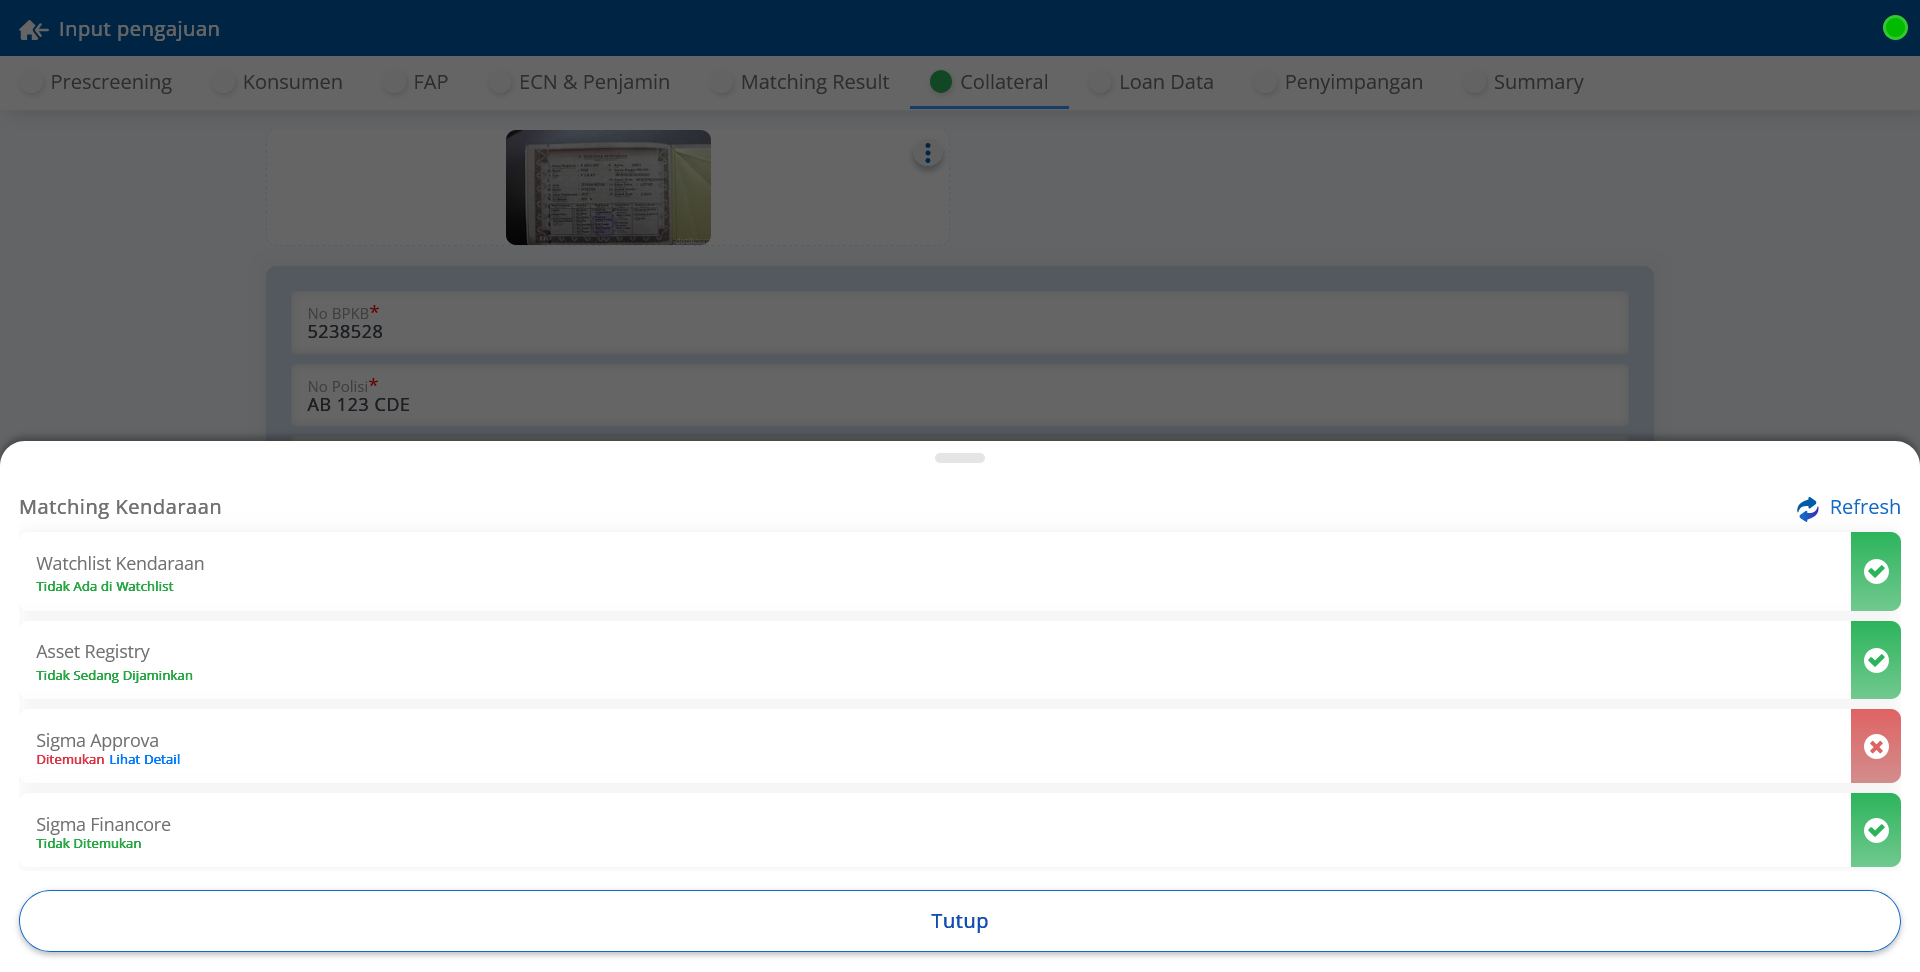 Input pengajuan
Prescreening Konsumen FAP ECN & Penjamin Matching Result Collateral Loan Data Penyimpangan Summary
No BPKB*
5238528
No Polisi*
AB 123 CDE
Matching Kendaraan Refresh
Watchlist Kendaraan
Tidak Ada di Watchlist
Asset Registry
Tidak Sedang Dijaminkan
Sigma Approva
Ditemukan Lihat Detail
Sigma Financore
Tidak Ditemukan
Tutup